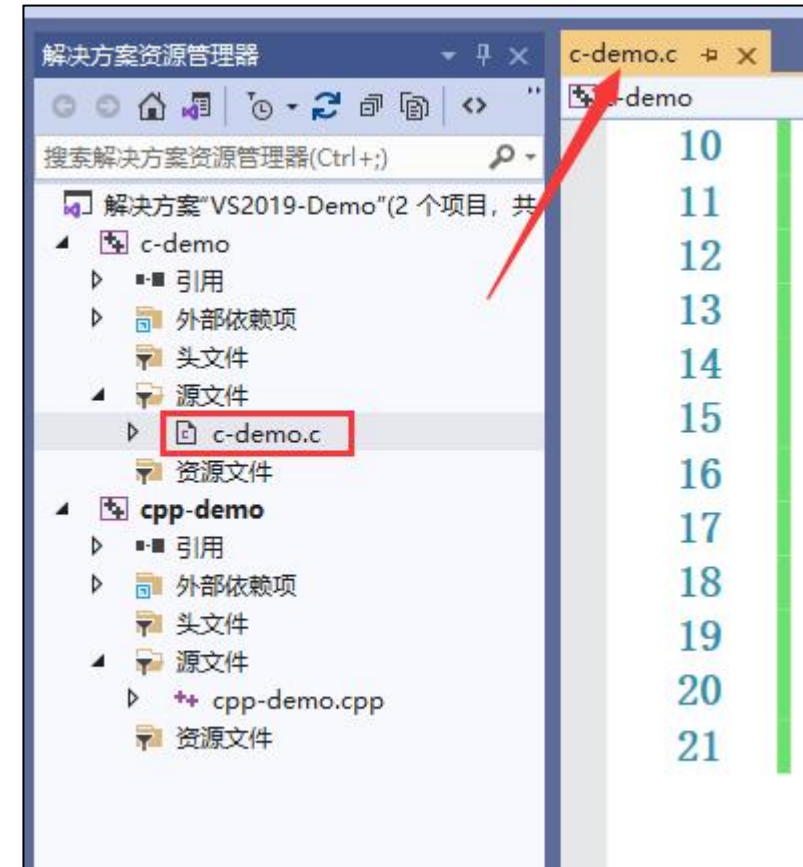 解决方案资源管理器
搜索解决方案资源管理器(Ctrl+;)
解决方案"VS2019-Demo"(2 个项目，共
c-demo
引用
外部依赖项
头文件
源文件
c-demo.c
资源文件
cpp-demo
引用
外部依赖项
头文件
源文件
cpp-demo.cpp
资源文件
c-demo.c
-demo
10
11
12
13
14
15
16
17
18
19
20
21